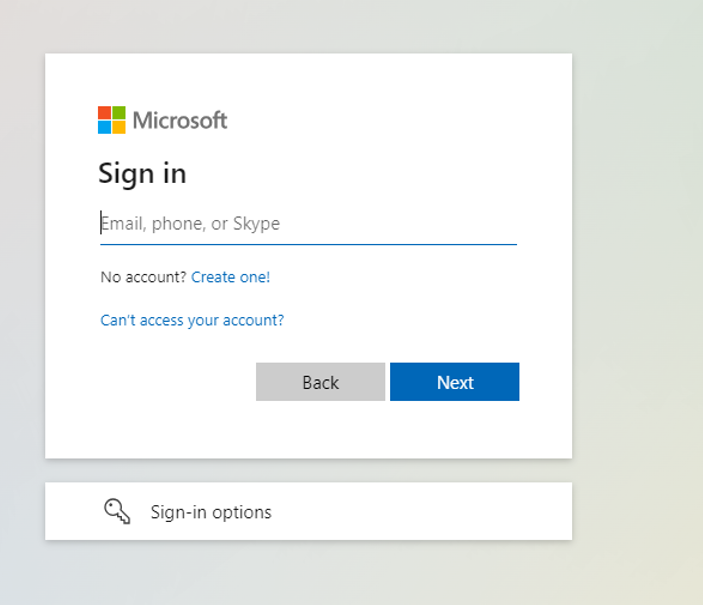 Microsoft
Sign in
Email, phone, or Skype
No account? Create one!
Can't access your account?
Back Next
Sign-in options